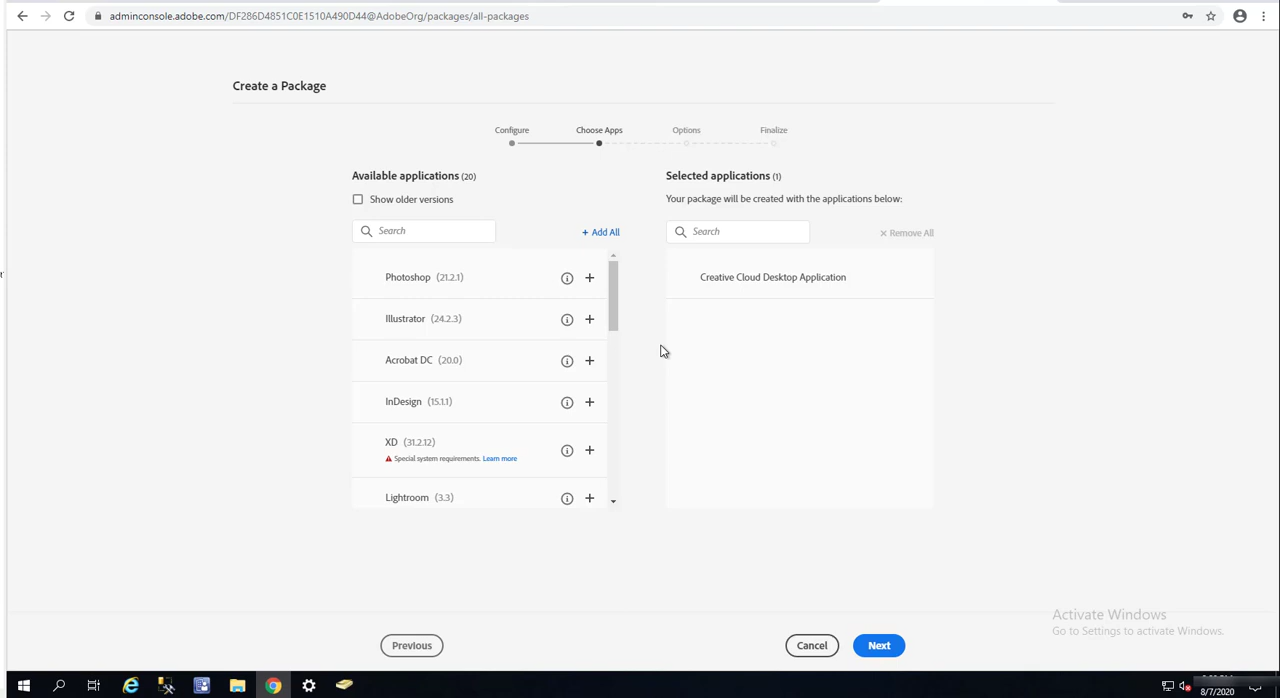 adminconsole.adobe.com/DF286D4851C0E1510A490D44@AdobeOrg/packages/all-packages
Create a Package
Configure Choose Apps Options Finalize
Available applications (20)
Show older versions
Search
+ Add All
Photoshop (21.2.1)
Illustrator (24.2.3)
Acrobat DC (20.0)
InDesign (15.1.1)
XD (31.2.12)
Special system requirements. Learn more
Lightroom (3.3)
Selected applications (1)
Your package will be created with the applications below:
Search
Remove All
Creative Cloud Desktop Application
Activate Windows
Go to Settings to activate Windows.
Previous Cancel Next
8/7/2020